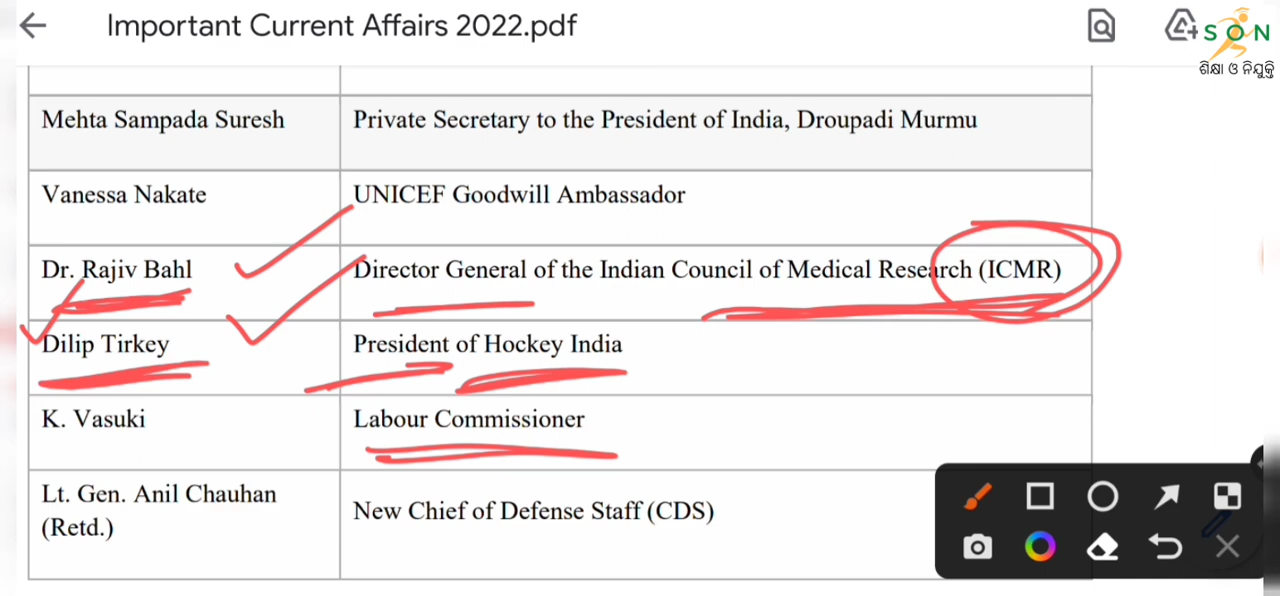 Important Current Affairs 2022.pdf
SON
ଶିକ୍ଷା ଓ ନିଯୁକ୍ତି
Mehta Sampada Suresh
Private Secretary to the President of India, Droupadi Murmu
Vanessa Nakate
UNICEF Goodwill Ambassador
Dr. Rajiv Bahl
Director General of the Indian Council of Medical Research (ICMR)
Dilip Tirkey
President of Hockey India
K. Vasuki
Labour Commissioner
Lt. Gen. Anil Chauhan
(Retd.)
New Chief of Defense Staff (CDS)